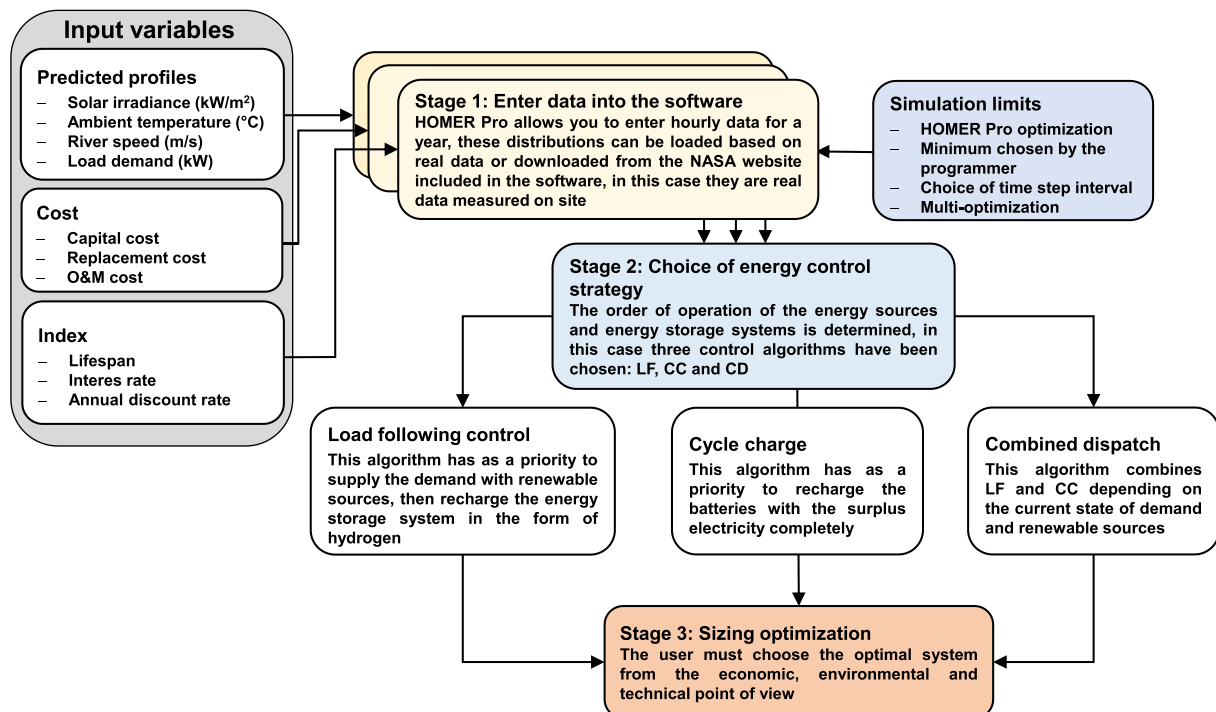 Input variables
Predicted profiles
– Solar irradiance (kW/m²)
– Ambient temperature (°C)
– River speed (m/s)
– Load demand (kW)
Cost
– Capital cost
– Replacement cost
– O&M cost
Index
– Lifespan
– Interes rate
– Annual discount rate
Stage 1: Enter data into the software
HOMER Pro allows you to enter hourly data for a
year, these distributions can be loaded based on
real data or downloaded from the NASA website
included in the software, in this case they are real
data measured on site
Simulation limits
– HOMER Pro optimization
– Minimum chosen by the
programmer
– Choice of time step interval
– Multi-optimization
Stage 2: Choice of energy control
strategy
The order of operation of the energy sources
and energy storage systems is determined, in
this case three control algorithms have been
chosen: LF, CC and CD
Load following control
This algorithm has as a priority to
supply the demand with renewable
sources, then recharge the energy
storage system in the form of
hydrogen
Cycle charge
This algorithm has as a
priority to recharge the
batteries with the surplus
electricity completely
Combined dispatch
This algorithm combines
LF and CC depending on
the current state of demand
and renewable sources
Stage 3: Sizing optimization
The user must choose the optimal system
from the economic, environmental and
technical point of view